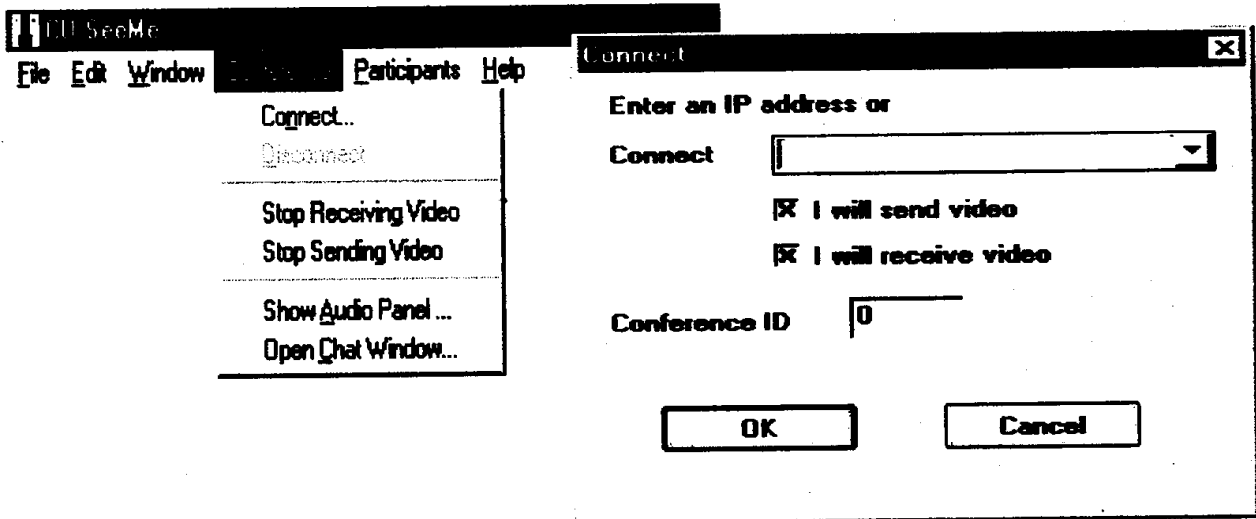 CU SeeMe
File Edit Window Conference Participants Help
Connect...
Disconnect
Stop Receiving Video
Stop Sending Video
Show Audio Panel ...
Open Chat Window...
Connect
Enter an IP address or
Connect
I will send video
I will receive video
Conference ID 0
OK Cancel